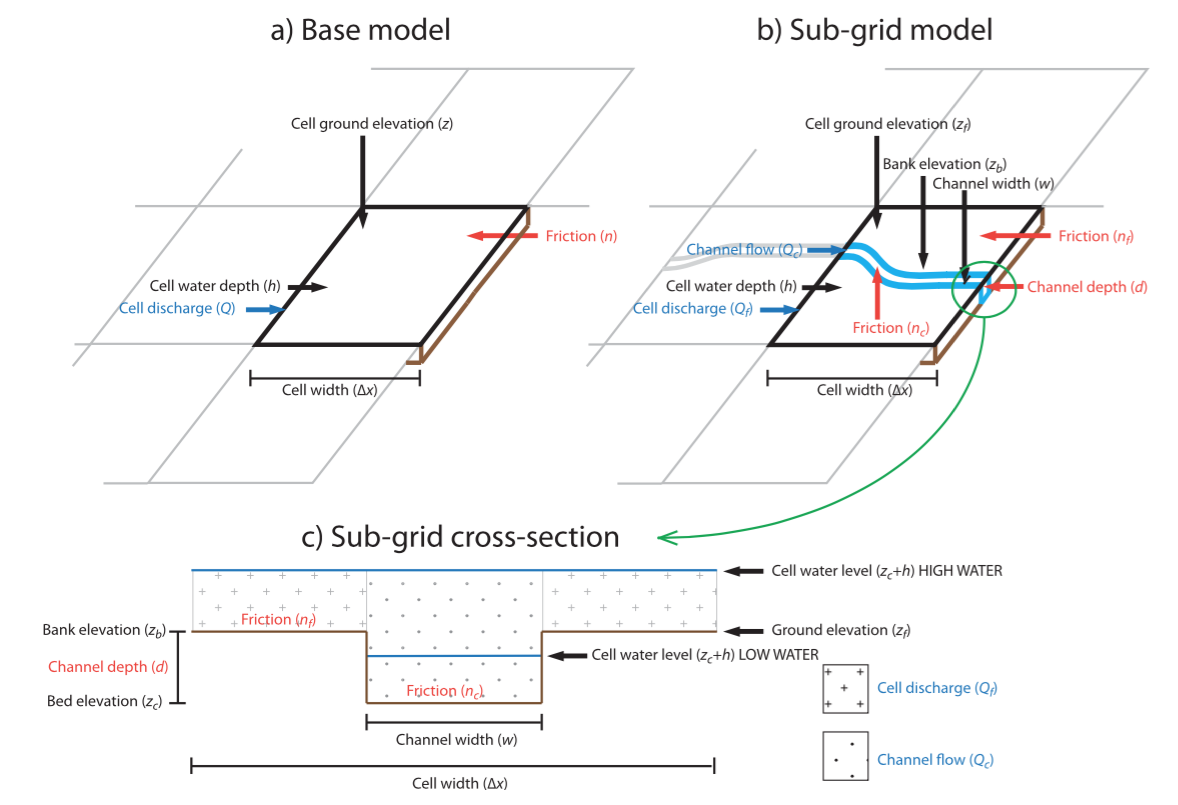 a) Base model
b) Sub-grid model
Cell ground elevation (z)
Friction (n)
Cell water depth (h)
Cell discharge (Q)
Cell width (Δx)
Cell ground elevation (z_f)
Bank elevation (z_b)
Channel width (w)
Friction (n_f)
Channel flow (Q_c)
Cell water depth (h)
Channel depth (d)
Cell discharge (Q_f)
Friction (n_c)
Cell width (Δx)
c) Sub-grid cross-section
Cell water level (z_c+h) HIGH WATER
Friction (n_f)
Bank elevation (z_b)
Ground elevation (z_f)
Cell water level (z_c+h) LOW WATER
Channel depth (d)
Friction (n_c)
Bed elevation (z_c)
Cell discharge (Q_f)
Channel width (w)
Channel flow (Q_c)
Cell width (Δx)